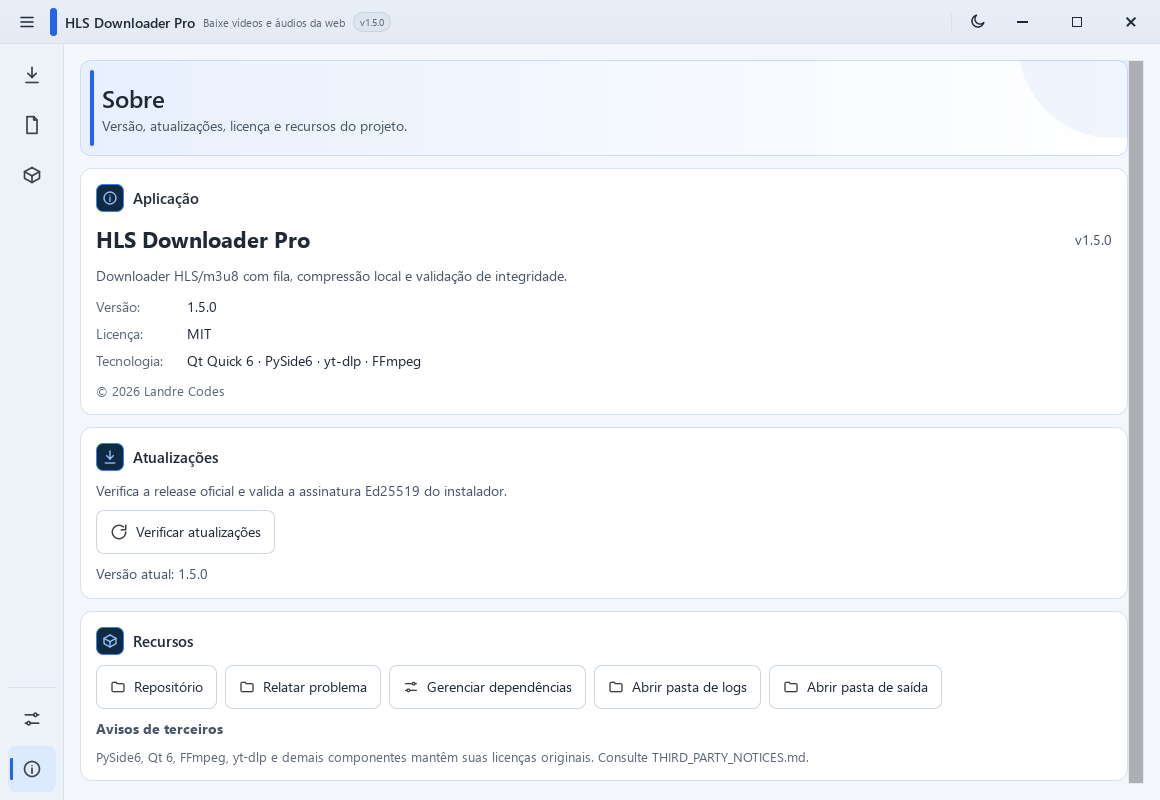 HLS Downloader Pro Baixe vídeos e áudios da web v1.5.0
Sobre
Versão, atualizações, licença e recursos do projeto.
Aplicação
HLS Downloader Pro v1.5.0
Downloader HLS/m3u8 com fila, compressão local e validação de integridade.
Versão: 1.5.0
Licença: MIT
Tecnologia: Qt Quick 6 · PySide6 · yt-dlp · FFmpeg
© 2026 Landre Codes
Atualizações
Verifica a release oficial e valida a assinatura Ed25519 do instalador.
Verificar atualizações
Versão atual: 1.5.0
Recursos
Repositório Relatar problema Gerenciar dependências Abrir pasta de logs Abrir pasta de saída
Avisos de terceiros
PySide6, Qt 6, FFmpeg, yt-dlp e demais componentes mantêm suas licenças originais. Consulte THIRD_PARTY_NOTICES.md.